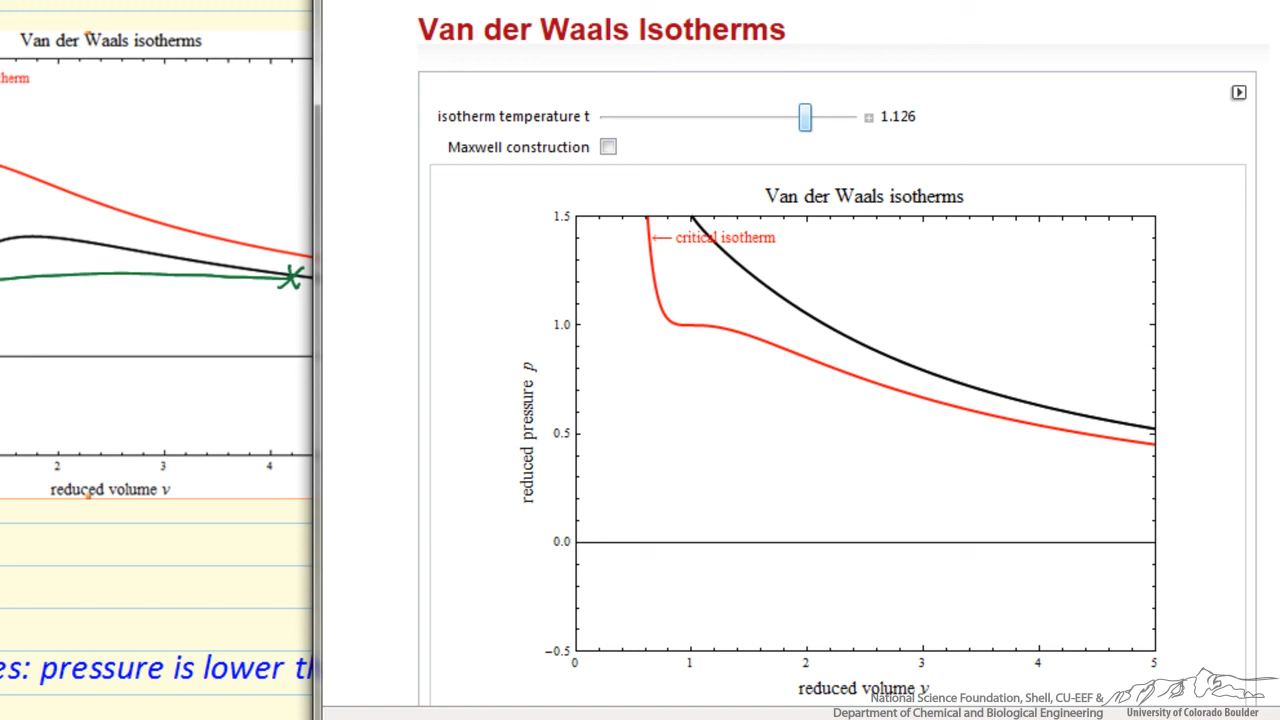 Van der Waals isotherms
herm
2 3 4
reduced volume v
es: pressure is lower th
Van der Waals Isotherms
isotherm temperature t 1.126
Maxwell construction
Van der Waals isotherms
critical isotherm
1.5
1.0
0.5
0.0
−0.5
reduced pressure p
0 1 2 3 4 5
reduced volume v
National Science Foundation, Shell, CU-EEF &
Department of Chemical and Biological Engineering
University of Colorado Boulder